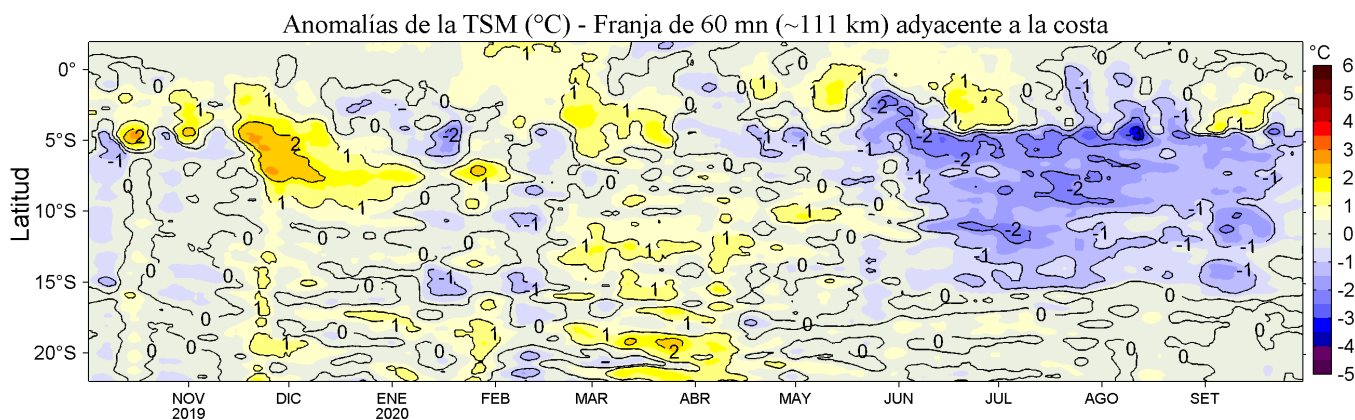 Anomalías de la TSM (°C) - Franja de 60 mn (~111 km) adyacente a la costa
°C
Latitud
0°
5°S
10°S
15°S
20°S
6
5
4
3
2
1
0
-1
-2
-3
-4
-5
NOV DIC ENE FEB MAR ABR MAY JUN JUL AGO SET
2019 2020